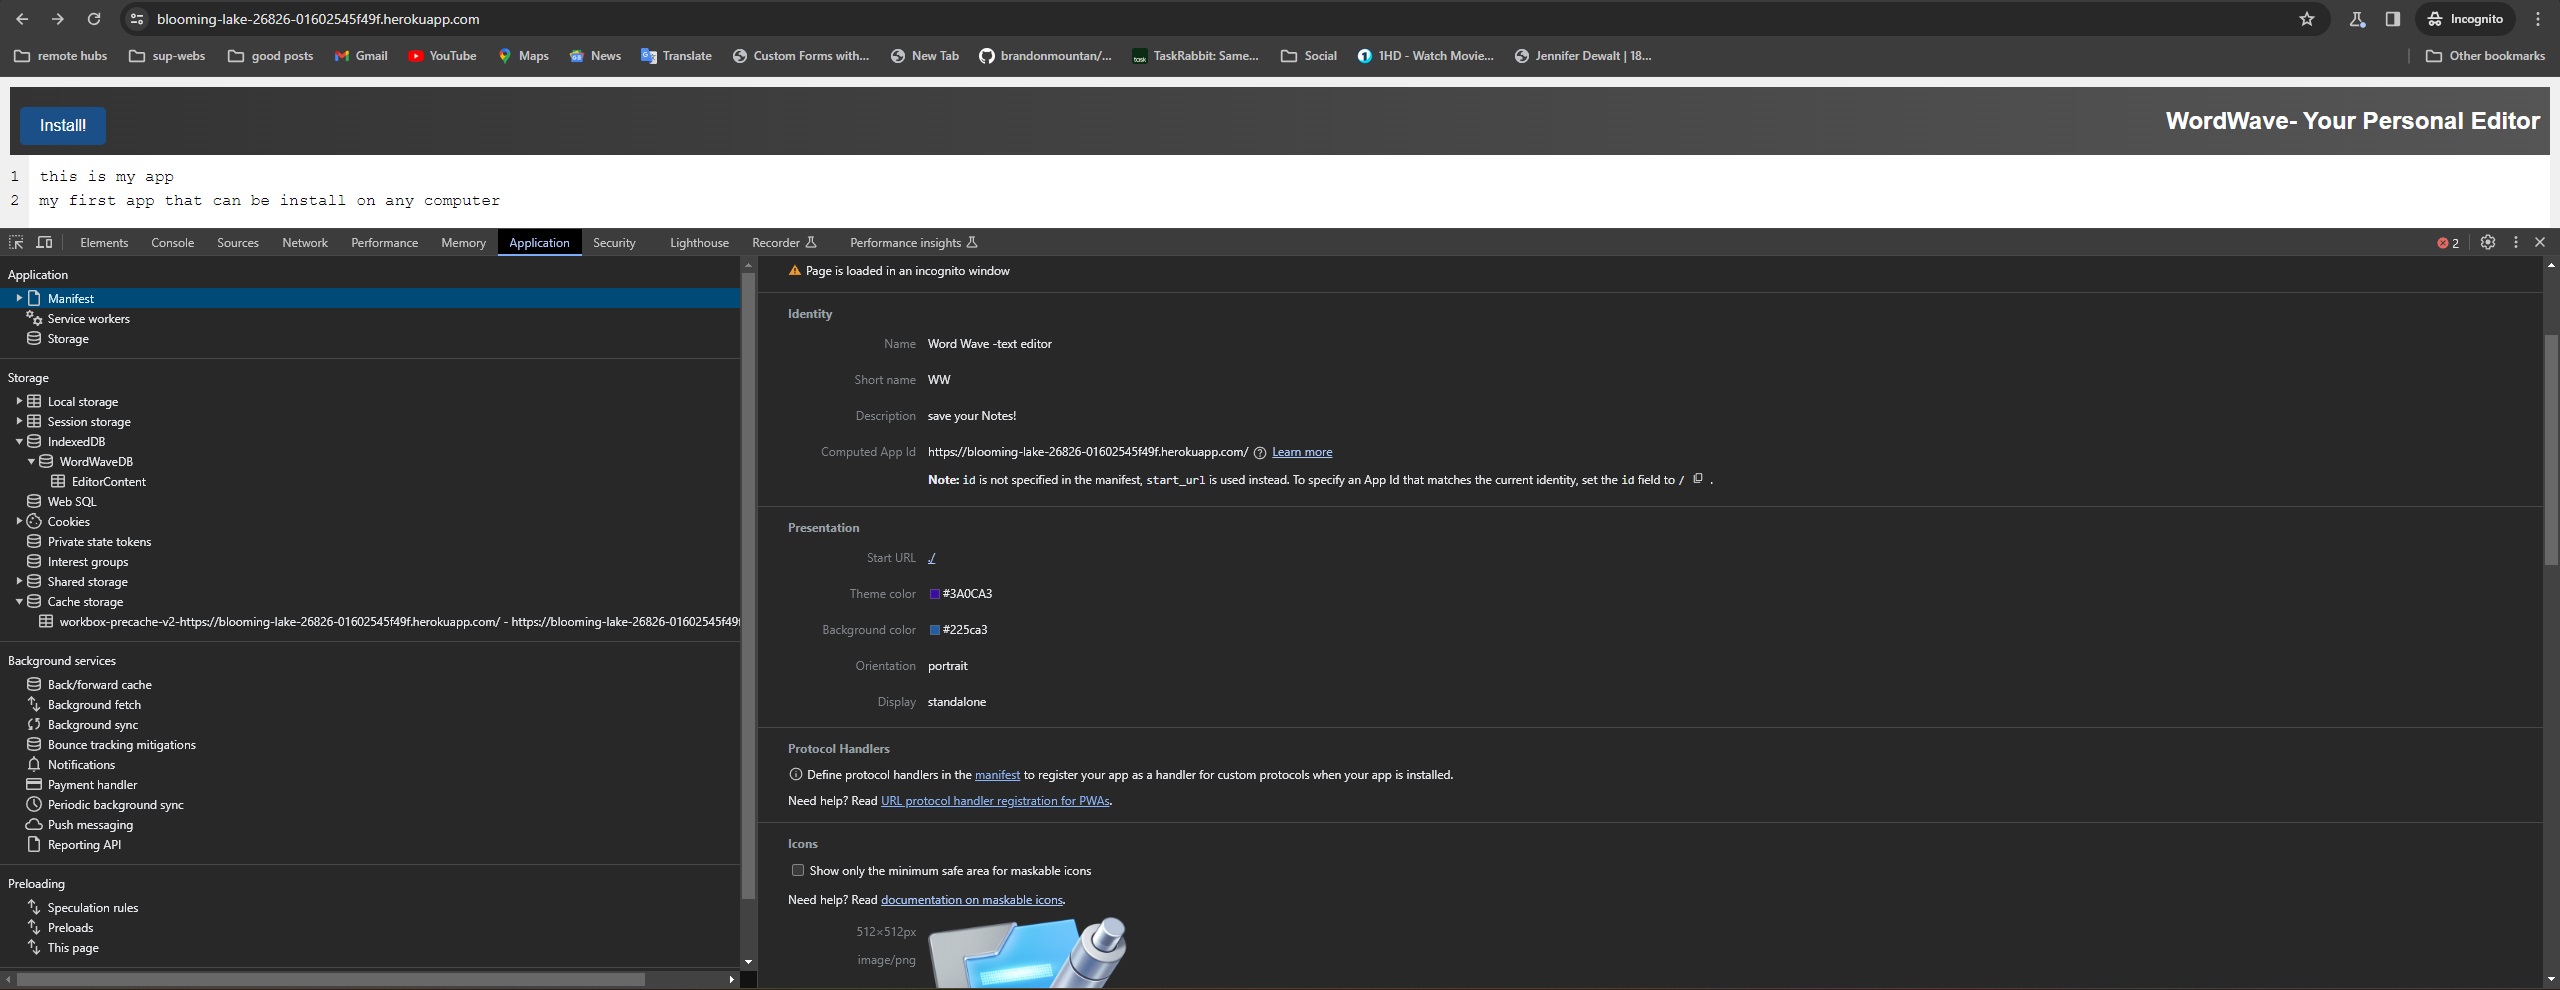 blooming-lake-26826-01602545f49f.herokuapp.com Incognito
remote hubs sup-webs good posts Gmail YouTube Maps News Translate Custom Forms with... New Tab brandonmountan/... TaskRabbit: Same... Social 1HD - Watch Movie... Jennifer Dewalt | 18... Other bookmarks
Install! WordWave- Your Personal Editor
1 this is my app
2 my first app that can be install on any computer
Elements Console Sources Network Performance Memory Application Security Lighthouse Recorder Performance insights 2
Application
Manifest
Service workers
Storage
Storage
Local storage
Session storage
IndexedDB
WordWaveDB
EditorContent
Web SQL
Cookies
Private state tokens
Interest groups
Shared storage
Cache storage
workbox-precache-v2-https://blooming-lake-26826-01602545f49f.herokuapp.com/ - https://blooming-lake-26826-01602545f49f
Background services
Back/forward cache
Background fetch
Background sync
Bounce tracking mitigations
Notifications
Payment handler
Periodic background sync
Push messaging
Reporting API
Preloading
Speculation rules
Preloads
This page
Page is loaded in an incognito window
Identity
Name Word Wave -text editor
Short name WW
Description save your Notes!
Computed App Id https://blooming-lake-26826-01602545f49f.herokuapp.com/ Learn more
Note: id is not specified in the manifest, start_url is used instead. To specify an App Id that matches the current identity, set the id field to / .
Presentation
Start URL ./
Theme color #3A0CA3
Background color #225ca3
Orientation portrait
Display standalone
Protocol Handlers
Define protocol handlers in the manifest to register your app as a handler for custom protocols when your app is installed.
Need help? Read URL protocol handler registration for PWAs.
Icons
Show only the minimum safe area for maskable icons
Need help? Read documentation on maskable icons.
512×512px
image/png